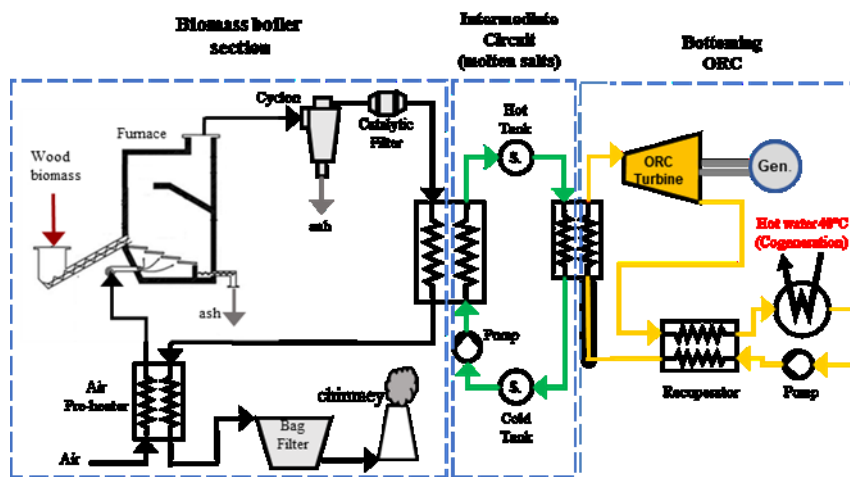 Biomass boiler
section
Intermediate
Circuit
(molten salts)
Bottoming
ORC
Cyclon
Catalytic
Filter
Furnace
Wood
biomass
ash
ash
Hot
Tank
S.
ORC
Turbine
Gen.
Hot water 40°C
(Cogeneration)
Pump
S.
Cold
Tank
Recuperator
Pump
Air
Pre-heater
Air
Bag
Filter
chimney